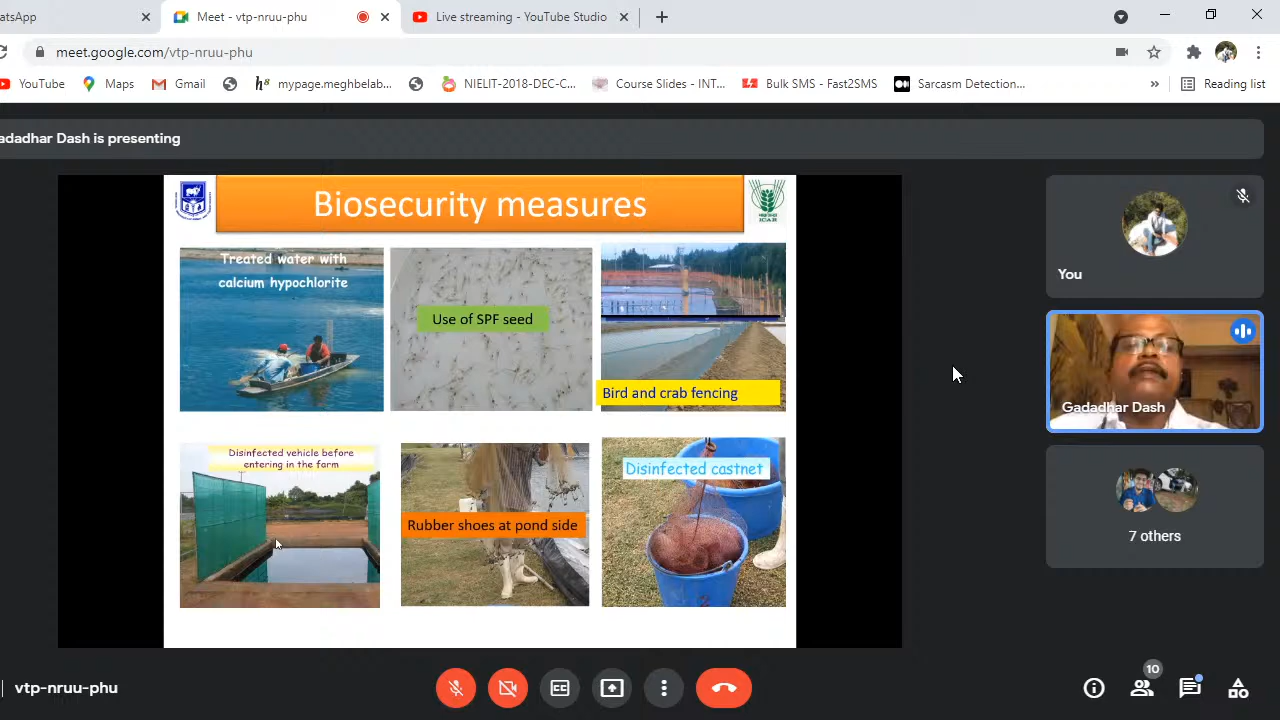 atsApp
Meet - vtp-nruu-phu
Live streaming - YouTube Studio
meet.google.com/vtp-nruu-phu
YouTube
Maps
Gmail
mypage.meghbelab...
NIELIT-2018-DEC-C...
Course Slides - INT...
Bulk SMS - Fast2SMS
Sarcasm Detection...
Reading list
adadhar Dash is presenting
Biosecurity measures
ICAR
Treated water with
calcium hypochlorite
Use of SPF seed
Bird and crab fencing
Disinfected vehicle before
entering in the farm
Rubber shoes at pond side
Disinfected castnet
You
Gadadhar Dash
7 others
vtp-nruu-phu
10